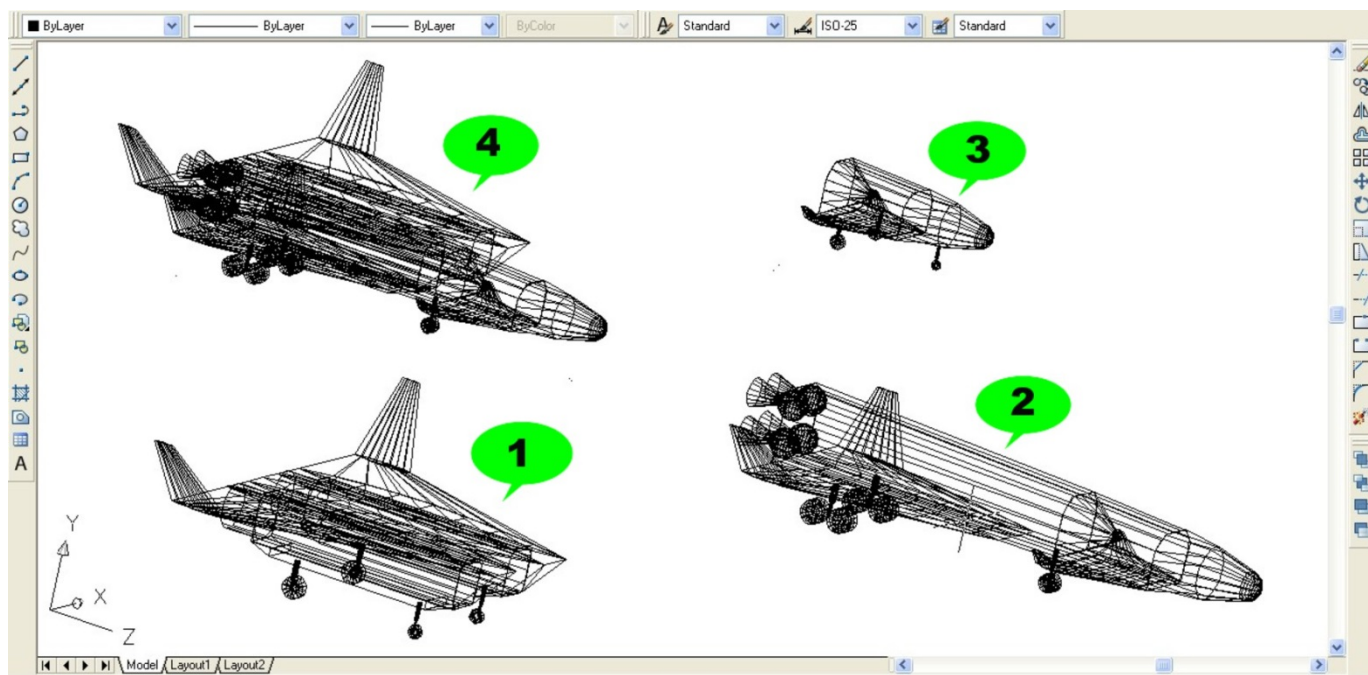 ByLayer ByLayer ByLayer ByColor Standard ISO-25 Standard
4
3
2
1
A
Y
X
Z
Model Layout1 Layout2